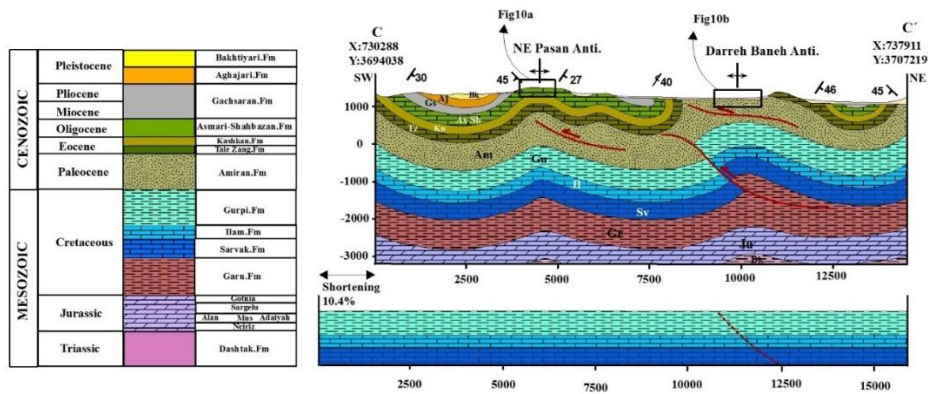 CENOZOIC
MESOZOIC
Pleistocene
Pliocene
Miocene
Oligocene
Eocene
Paleocene
Cretaceous
Jurassic
Triassic
Bakhtiyari.Fm
Aghajari.Fm
Gachsaran.Fm
Asmari-Shahbazan.Fm
Kashkan.Fm
Tale Zang.Fm
Amiran.Fm
Gurpi.Fm
Ilam.Fm
Sarvak.Fm
Garu.Fm
Gotnia
Sargelu
Alan Mus Adaiyah
Neiriz
Dashtak.Fm
Fig10a
Fig10b
C
X:730288
Y:3694038
SW
NE Pasan Anti.
Darreh Baneh Anti.
C´
X:737911
Y:3707219
NE
30
45
27
40
46
45
1000
0
-1000
-2000
-3000
Gs
Aj
Bk
As Sb
Tz
Kn
Am
Gu
Il
Sv
Gr
Ju
Dk
2500
5000
7500
10000
12500
Shortening
10.4%
2500
5000
7500
10000
12500
15000